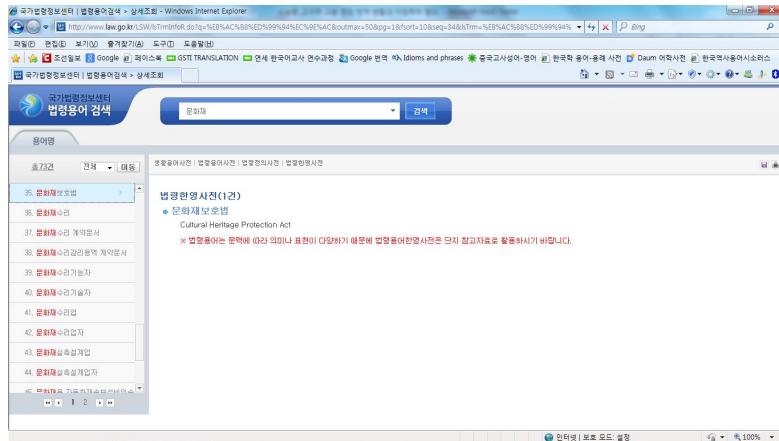 국가법령정보센터 | 법령용어검색 > 상세조회 - Windows Internet Explorer
http://www.law.go.kr/LSW/lsTrmInfoR.do?q=%EB%AC%B8%ED%99%94%EC%9E%AC&outmax=50&pg=1&fsort=10&seq=34&lsTrm=%EB%AC%B8%ED%99%94%
Bing
파일(F) 편집(E) 보기(V) 즐겨찾기(A) 도구(T) 도움말(H)
조선일보 Google 페이스북 GSTI TRANSLATION 연세 한국어교사 연수과정 Google 번역 Idioms and phrases 중국고사성어-영어 한국학 용어-용례 사전 Daum 어학사전 한국역사용어시소러스
국가법령정보센터 | 법령용어검색 > 상세조회
국가법령정보센터
법령용어 검색
문화재
검색
용어명
총73건 전체 이동
생활용어사전 | 법령용어사전 | 법령정의사전 | 법령한영사전
35. 문화재보호법
36. 문화재수리
37. 문화재수리 계약문서
38. 문화재수리감리용역 계약문서
39. 문화재수리기능자
40. 문화재수리기술자
41. 문화재수리업
42. 문화재수리업자
43. 문화재실측설계업
44. 문화재실측설계업자
1 2
법령한영사전(1건)
문화재보호법
Cultural Heritage Protection Act
※ 법령용어는 문맥에 따라 의미나 표현이 다양하기 때문에 법령용어한영사전은 단지 참고자료로 활용하시기 바랍니다.
인터넷 | 보호 모드: 설정
100%